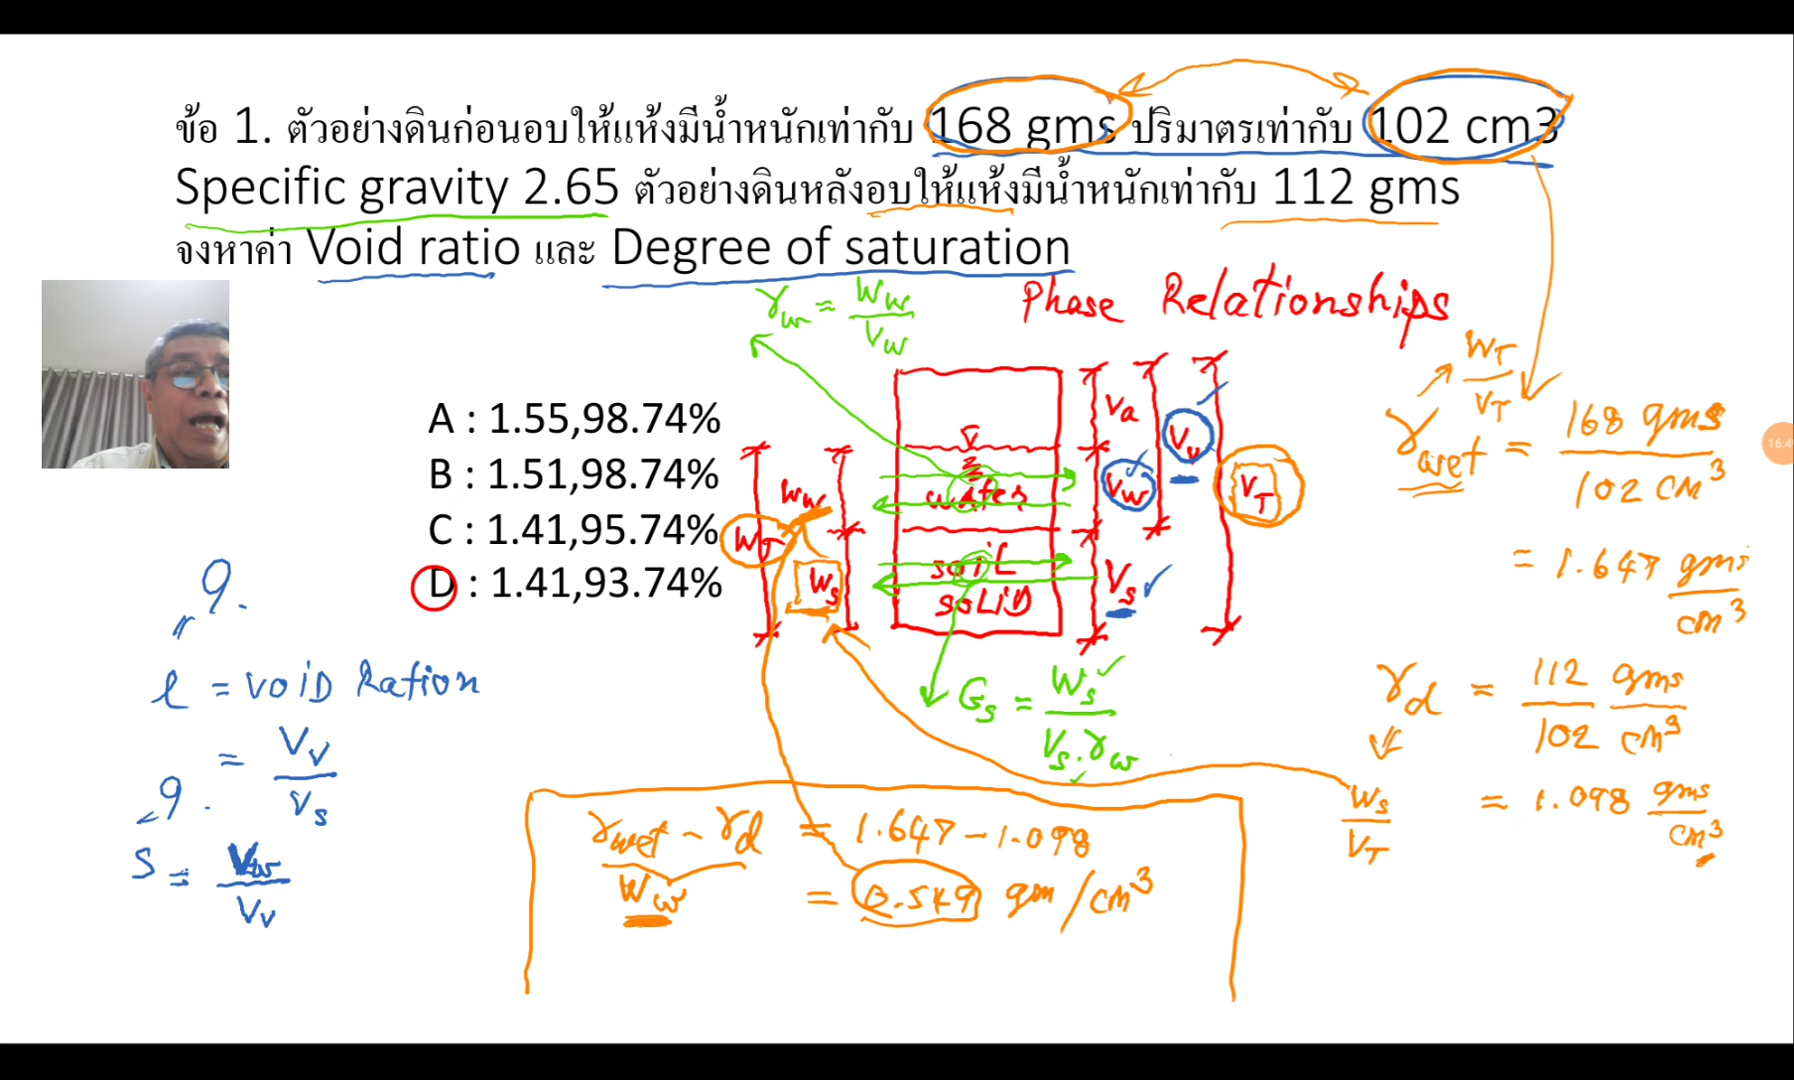 ข้อ 1. ตัวอย่างดินก่อนอบให้แห้งมีน้ำหนักเท่ากับ 168 gms ปริมาตรเท่ากับ 102 cm3
Specific gravity 2.65 ตัวอย่างดินหลังอบให้แห้งมีน้ำหนักเท่ากับ 112 gms
จงหาค่า Void ratio และ Degree of saturation
Phase Relationships
γw = Ww/Vw
A : 1.55,98.74%
B : 1.51,98.74%
C : 1.41,95.74%
D : 1.41,93.74%
WT
Ww
Ws
water
soil
solid
Va
Vw
Vv
Vs
VT
Gs = Ws/Vs.γw
WT/VT
γwet = 168 gms/102 cm³
= 1.647 gms/cm³
γd = 112/102 gms/cm³
Ws/VT
= 1.098 gms/cm³
9.
e = void Ration
= Vv/Vs
9.
S = Vw/Vv
γwet - γd = 1.647 - 1.098
Ww = 0.549 gm/cm³
16:4